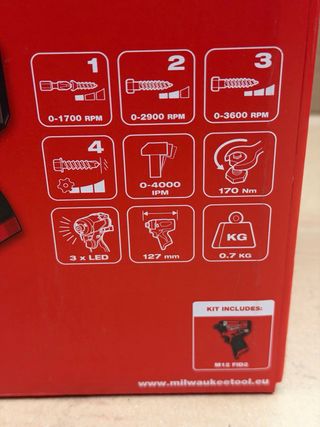 1
2
3
0-1700 RPM
0-2900 RPM
0-3600 RPM
4
0-4000
IPM
170 Nm
3 x LED
127 mm
KG
0.7 KG
KIT INCLUDES:
M12 FID2
www.milwaukeetool.eu